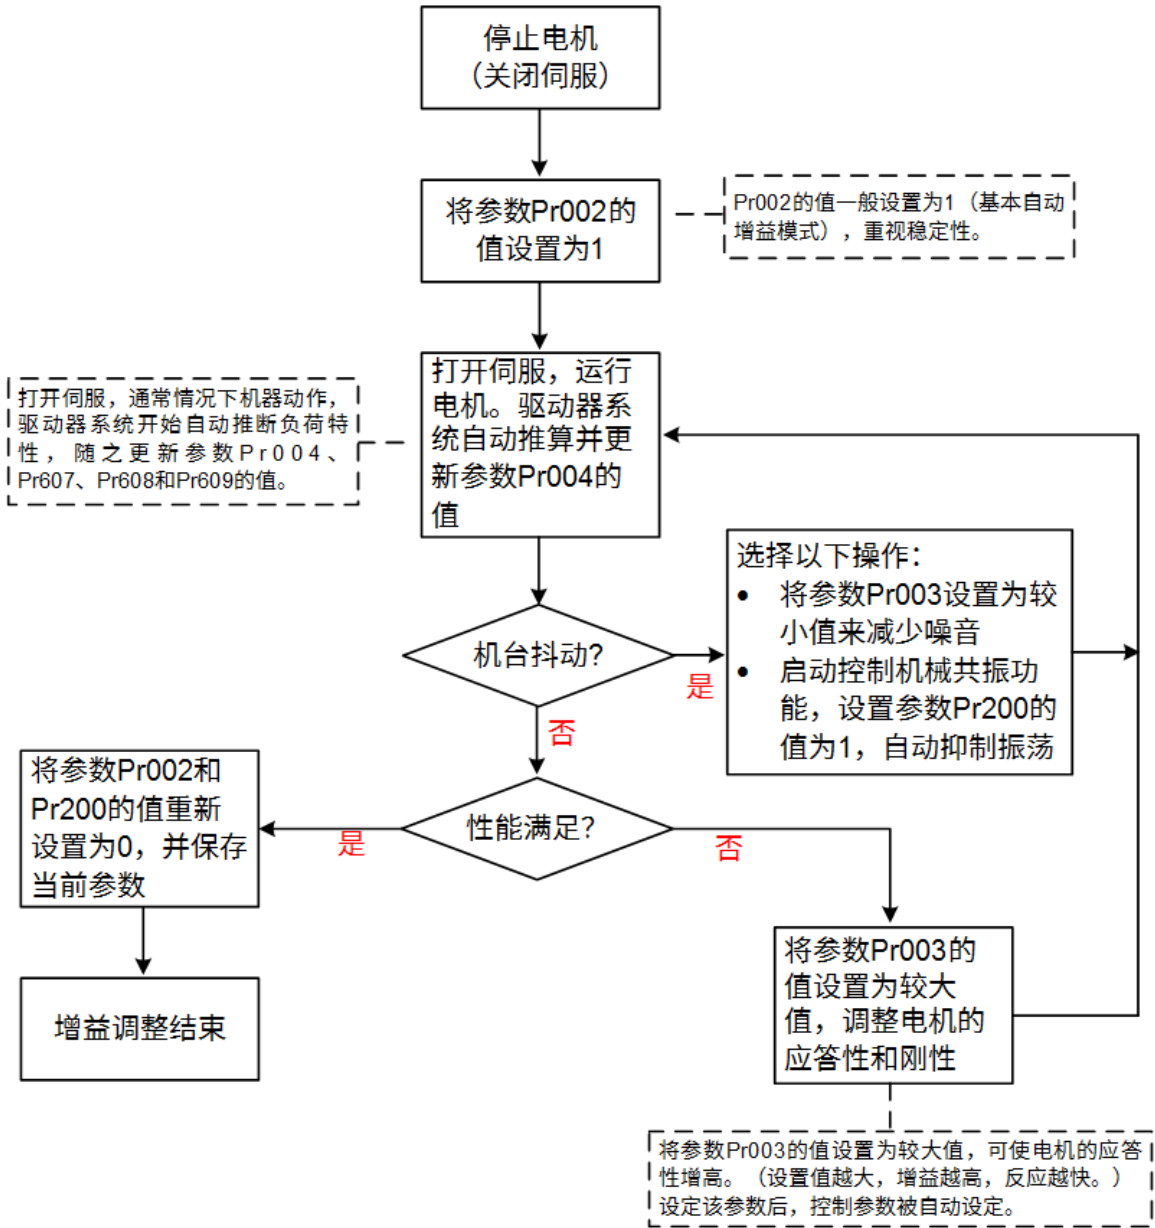 停止电机
（关闭伺服）
将参数Pr002的
值设置为1
Pr002的值一般设置为1（基本自动
增益模式），重视稳定性。
打开伺服，运行
电机。驱动器系
统自动推算并更
新参数Pr004的
值
打开伺服，通常情况下机器动作，
驱动器系统开始自动推断负荷特
性，随之更新参数Pr004、
Pr607、Pr608和Pr609的值。
机台抖动？
是
选择以下操作：
• 将参数Pr003设置为较
小值来减少噪音
• 启动控制机械共振功
能，设置参数Pr200的
值为1，自动抑制振荡
否
性能满足？
是
否
将参数Pr002和
Pr200的值重新
设置为0，并保存
当前参数
增益调整结束
将参数Pr003的
值设置为较大
值，调整电机的
应答性和刚性
将参数Pr003的值设置为较大值，可使电机的应答
性增高。（设置值越大，增益越高，反应越快。）
设定该参数后，控制参数被自动设定。